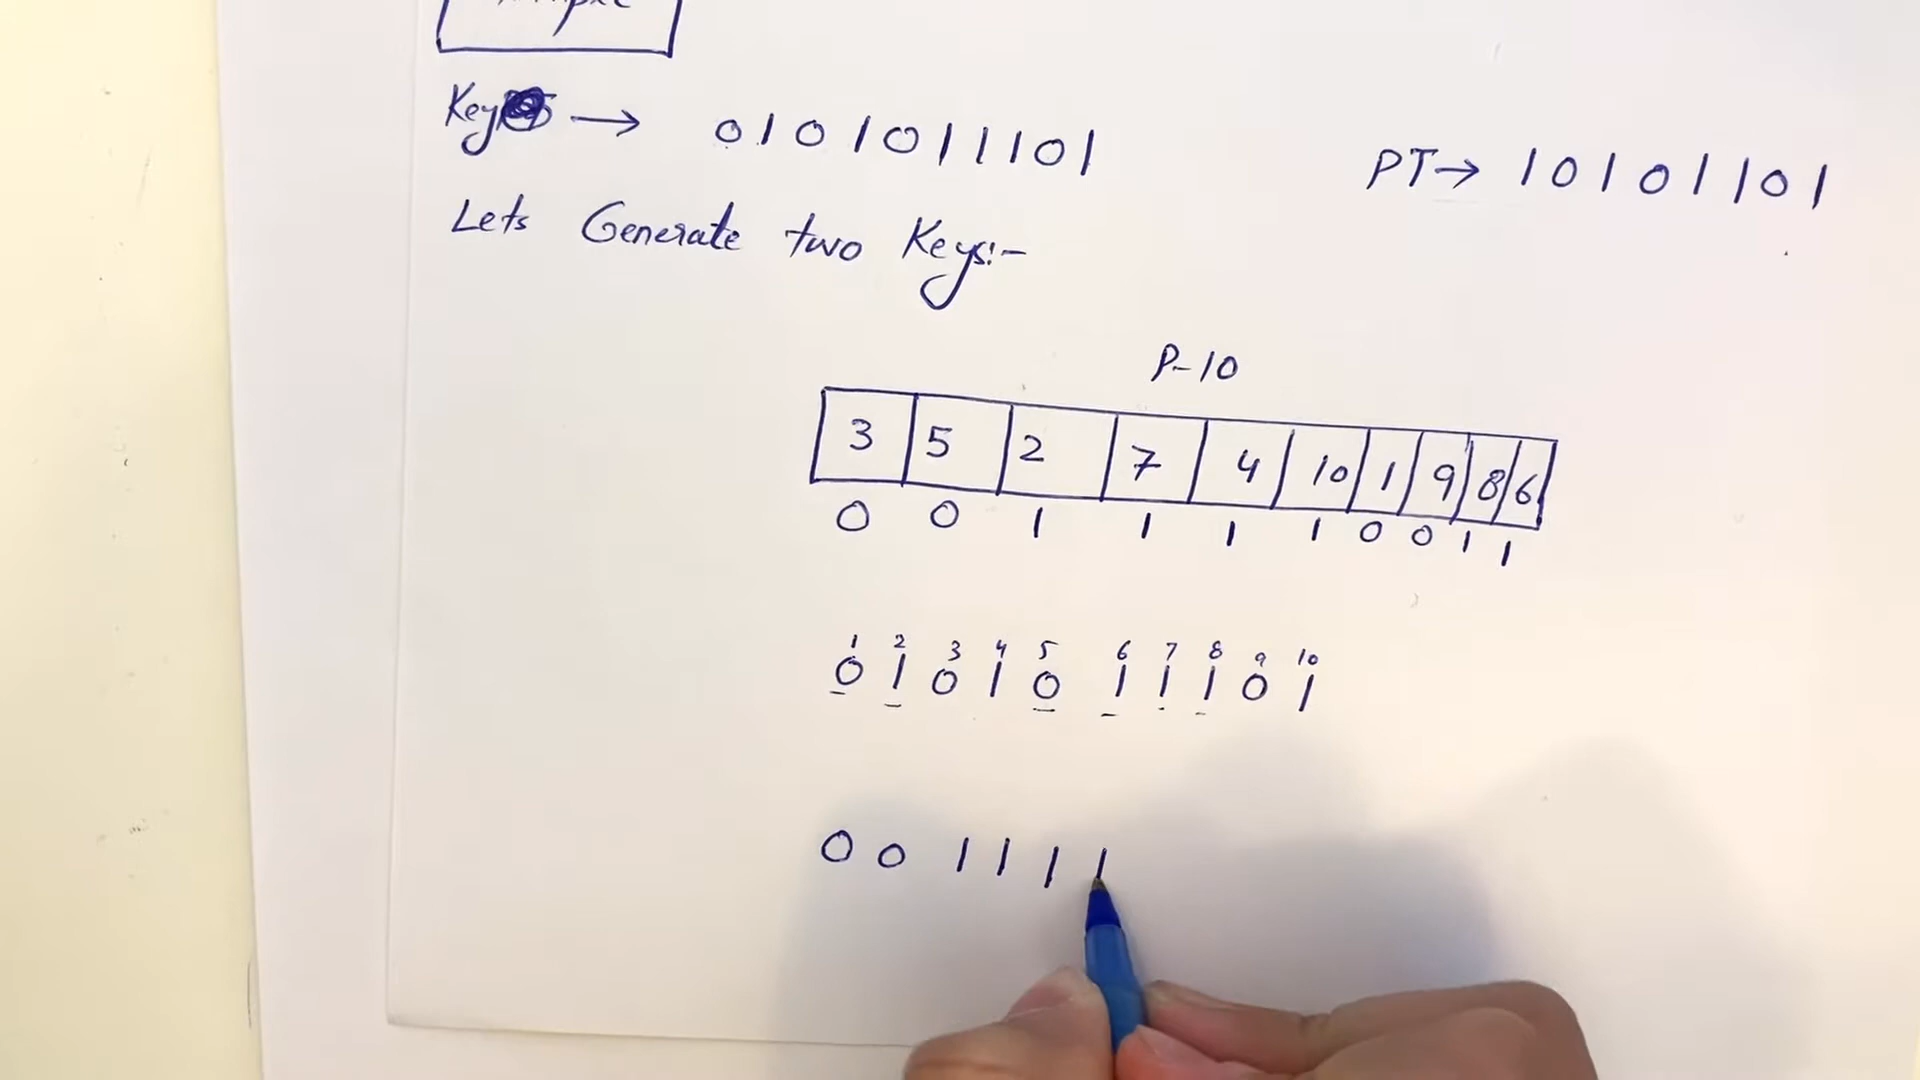 Key → 0101011101
PT → 10101101
Lets Generate two Keys:-
P-10
3 5 2 7 4 10 1 9 8 6
0 0 1 1 1 1 0 0 1 1
1 2 3 4 5 6 7 8 9 10
0 1 0 1 0 1 1 1 0 1
0 0 1 1 1 1